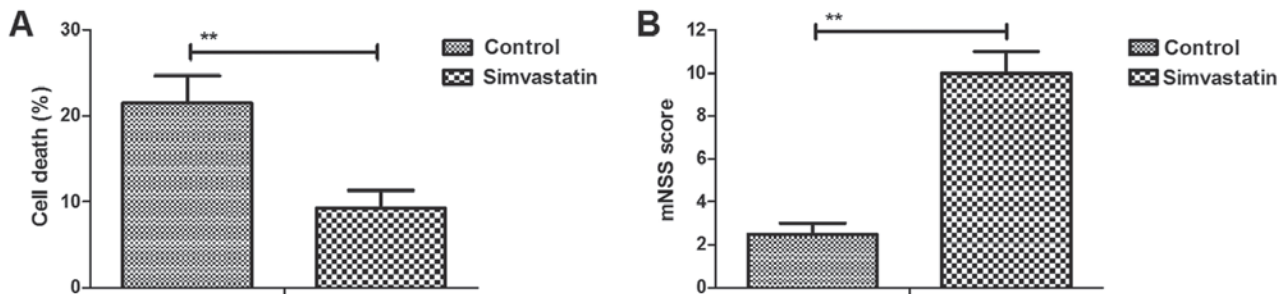 A
30
20
10
0
Cell death (%)
**
Control
Simvastatin
B
12
10
8
6
4
2
0
mNSS score
**
Control
Simvastatin